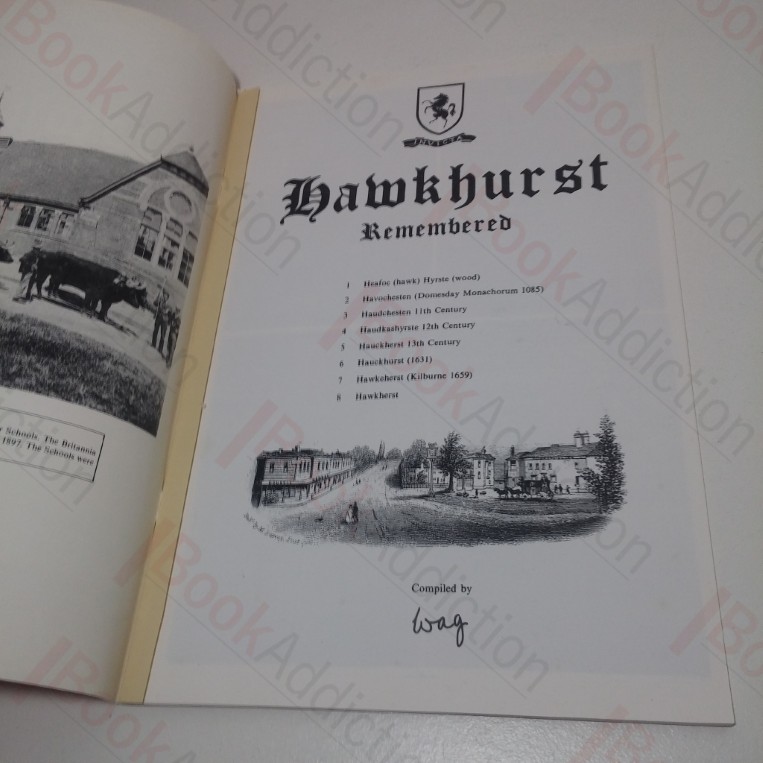 Schools. The Britannia
1897. The Schools were
INVICTA
Hawkhurst
Remembered
1 Heafoc (hawk) Hyrste (wood)
2 Havochesten (Domesday Monachorum 1085)
3 Haudchesten 11th Century
4 Haudkashyrste 12th Century
5 Hauckherst 13th Century
6 Hauckhurst (1631)
7 Hawkeherst (Kilburne 1659)
8 Hawkherst
Compiled by
Wag
BookAddiction